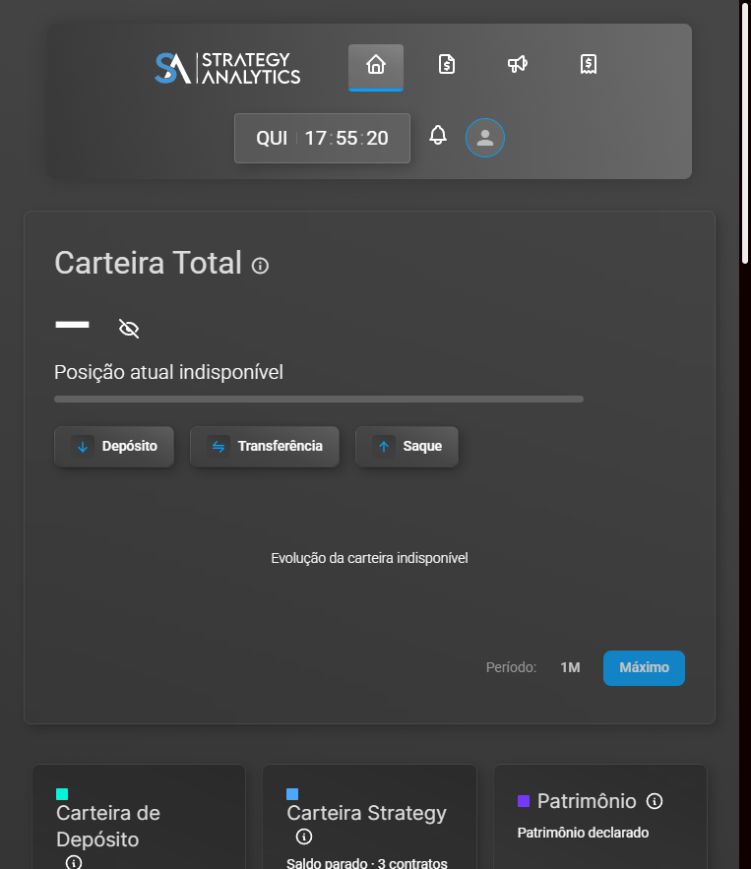 STRATEGY
ANALYTICS
QUI 17:55:20
Carteira Total
Posição atual indisponível
Depósito Transferência Saque
Evolução da carteira indisponível
Período: 1M Máximo
Carteira de
Depósito
Carteira Strategy
Saldo parado · 3 contratos
Patrimônio
Patrimônio declarado